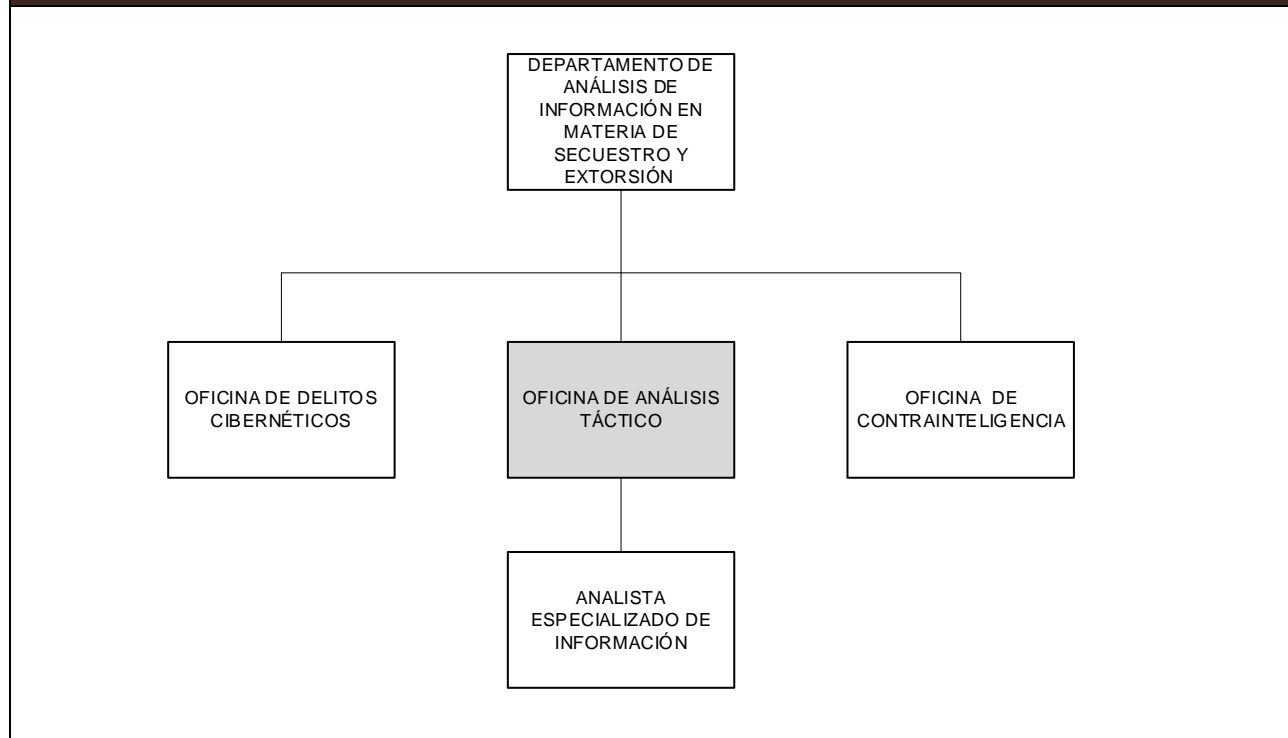 DEPARTAMENTO DE
ANÁLISIS DE
INFORMACIÓN EN
MATERIA DE
SECUESTRO Y
EXTORSIÓN
OFICINA DE DELITOS
CIBERNÉTICOS
OFICINA DE ANÁLISIS
TÁCTICO
OFICINA DE
CONTRAINTELIGENCIA
ANALISTA
ESPECIALIZADO DE
INFORMACIÓN